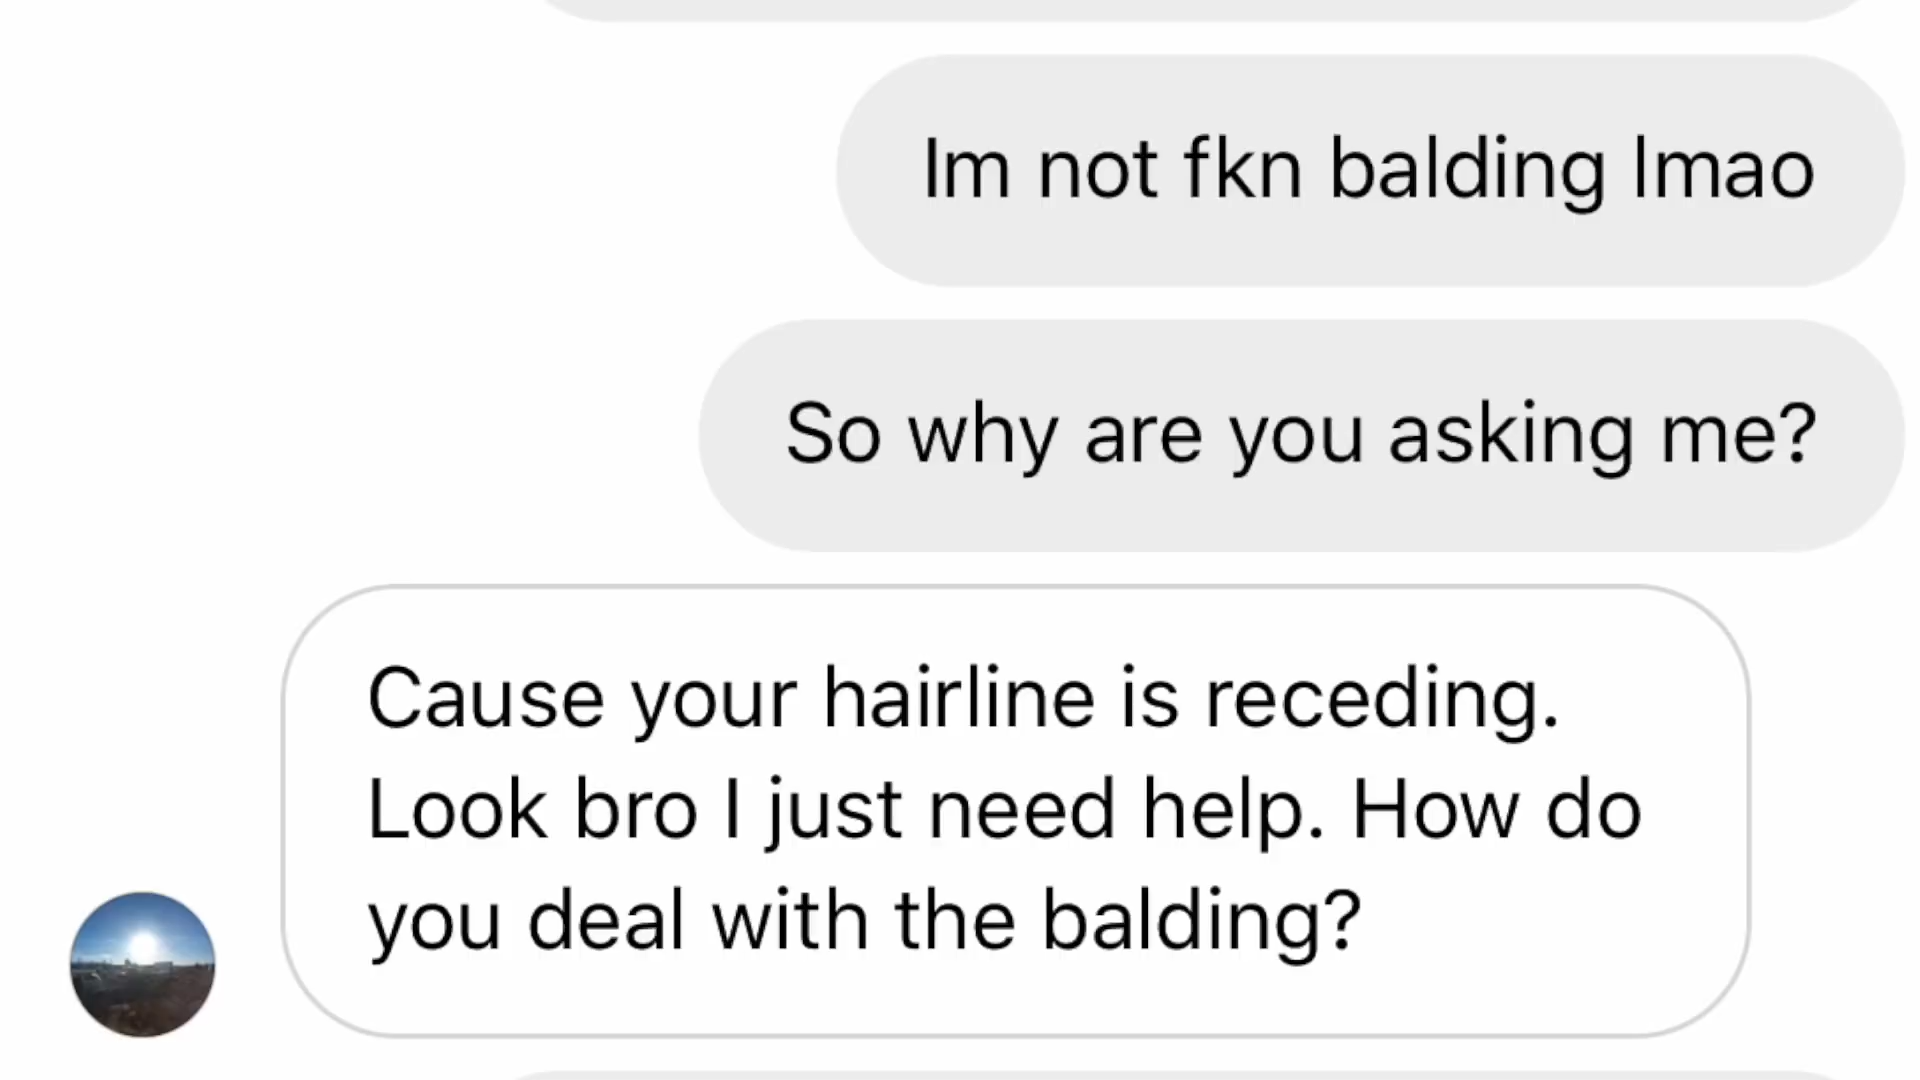 Im not fkn balding lmao
So why are you asking me?
Cause your hairline is receding.
Look bro I just need help. How do
you deal with the balding?